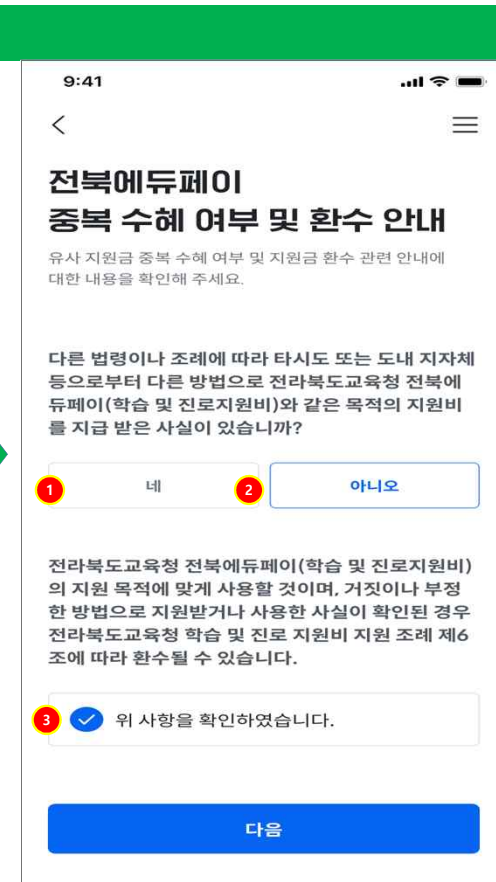 9:41
전북에듀페이
중복 수혜 여부 및 환수 안내
유사 지원금 중복 수혜 여부 및 지원금 환수 관련 안내에
대한 내용을 확인해 주세요.
다른 법령이나 조례에 따라 타시도 또는 도내 지자체
등으로부터 다른 방법으로 전라북도교육청 전북에
듀페이(학습 및 진로지원비)와 같은 목적의 지원비
를 지급 받은 사실이 있습니까?
1 네 2 아니오
전라북도교육청 전북에듀페이(학습 및 진로지원비)
의 지원 목적에 맞게 사용할 것이며, 거짓이나 부정
한 방법으로 지원받거나 사용한 사실이 확인된 경우
전라북도교육청 학습 및 진로 지원비 지원 조례 제6
조에 따라 환수될 수 있습니다.
3 위 사항을 확인하였습니다.
다음